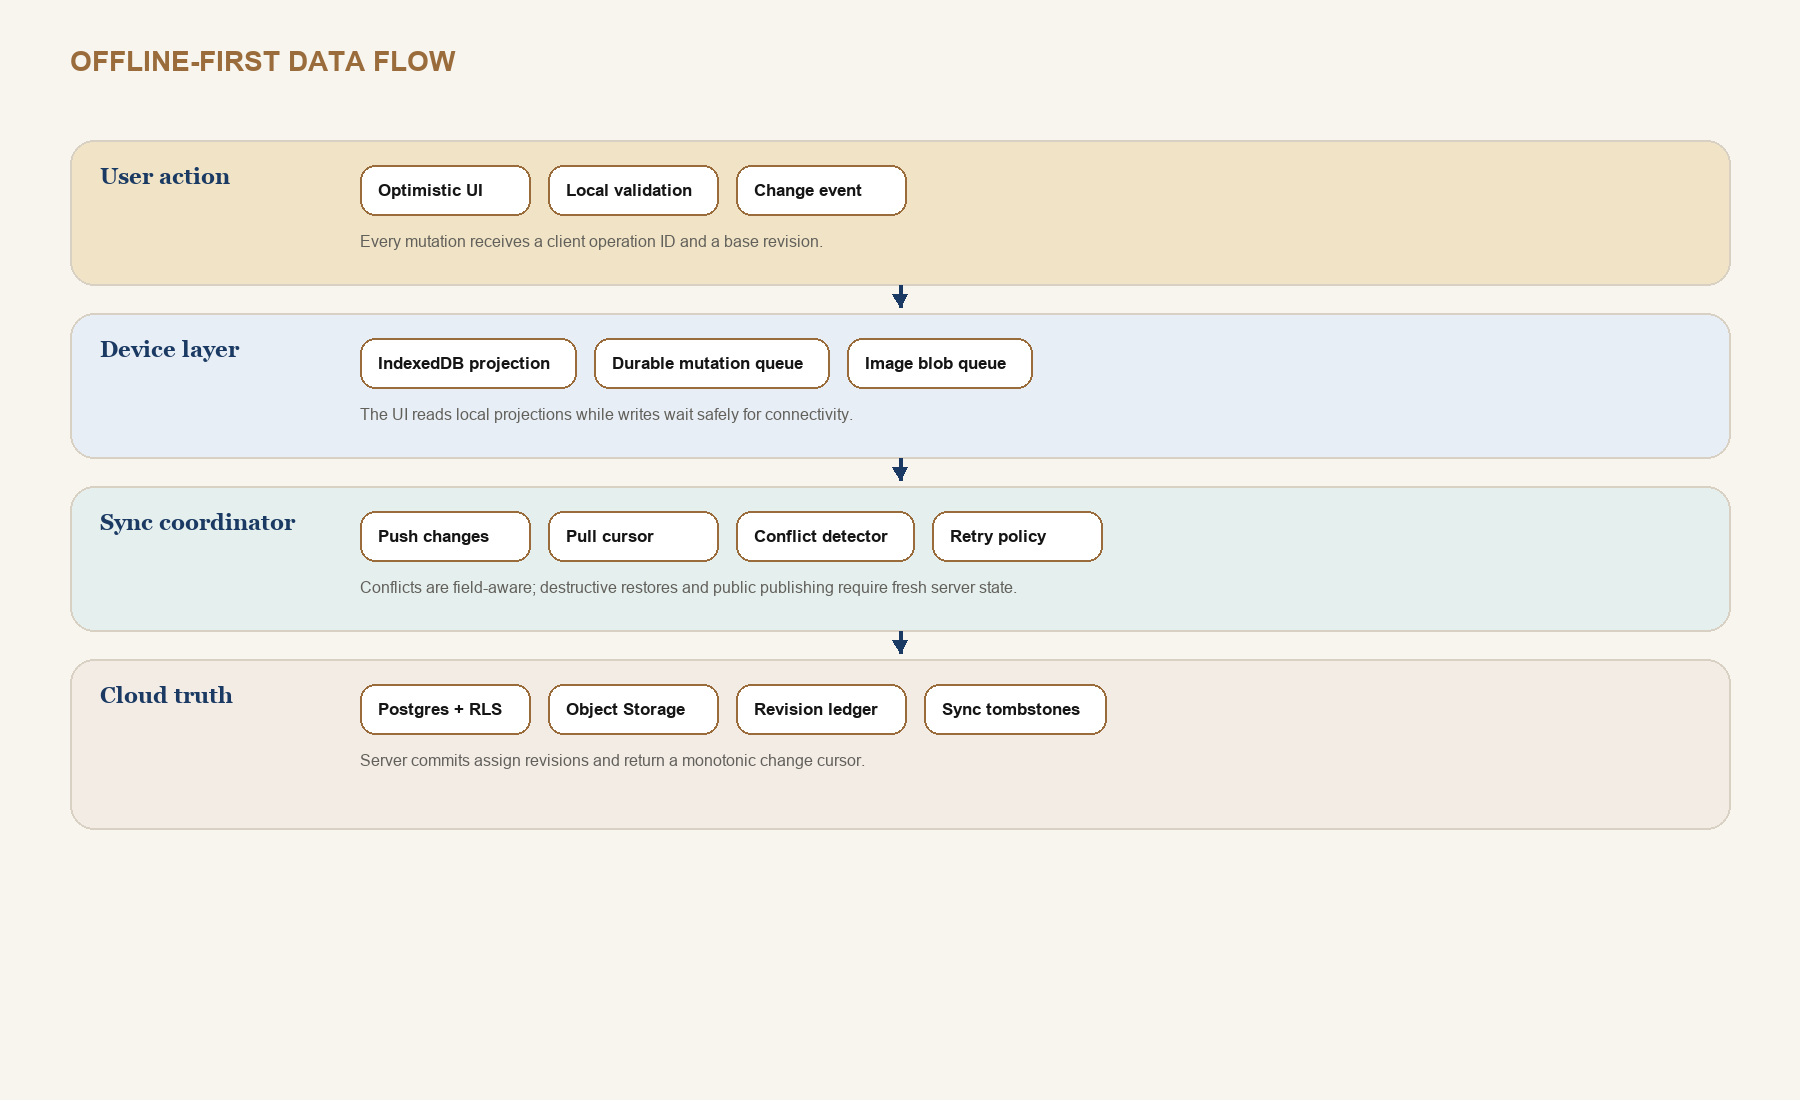 OFFLINE-FIRST DATA FLOW
User action
Optimistic UI
Local validation
Change event
Every mutation receives a client operation ID and a base revision.
Device layer
IndexedDB projection
Durable mutation queue
Image blob queue
The UI reads local projections while writes wait safely for connectivity.
Sync coordinator
Push changes
Pull cursor
Conflict detector
Retry policy
Conflicts are field-aware; destructive restores and public publishing require fresh server state.
Cloud truth
Postgres + RLS
Object Storage
Revision ledger
Sync tombstones
Server commits assign revisions and return a monotonic change cursor.